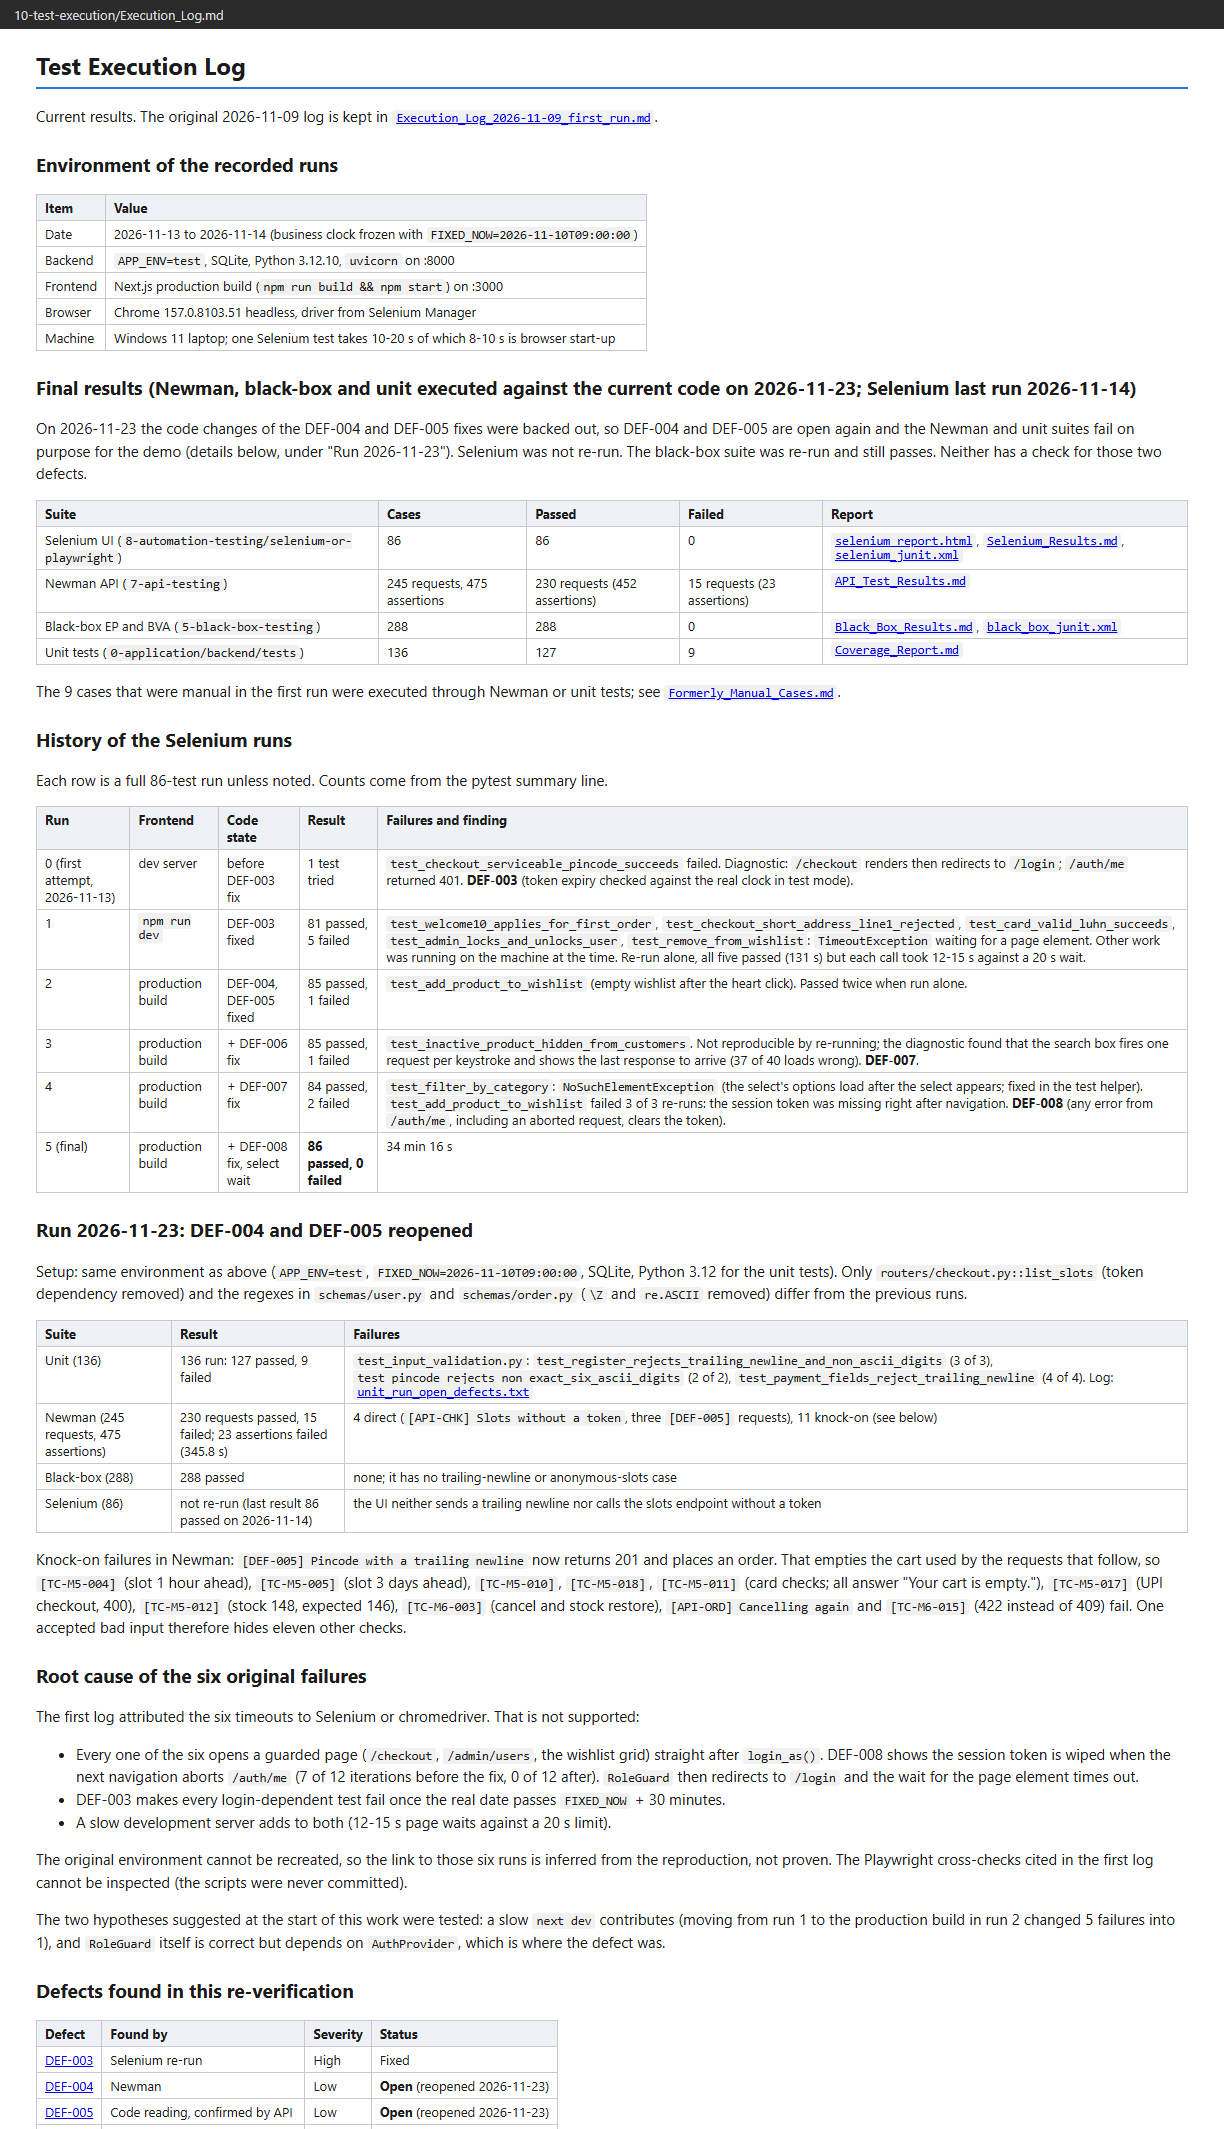 10-test-execution/Execution_Log.md
Test Execution Log
Current results. The original 2026-11-09 log is kept in Execution_Log_2026-11-09_first_run.md.
Environment of the recorded runs
Item Value
Date 2026-11-13 to 2026-11-14 (business clock frozen with FIXED_NOW=2026-11-10T09:00:00)
Backend APP_ENV=test, SQLite, Python 3.12.10, uvicorn on :8000
Frontend Next.js production build (npm run build && npm start) on :3000
Browser Chrome 157.0.8103.51 headless, driver from Selenium Manager
Machine Windows 11 laptop; one Selenium test takes 10-20 s of which 8-10 s is browser start-up
Final results (Newman, black-box and unit executed against the current code on 2026-11-23; Selenium last run 2026-11-14)
On 2026-11-23 the code changes of the DEF-004 and DEF-005 fixes were backed out, so DEF-004 and DEF-005 are open again and the Newman and unit suites fail on
purpose for the demo (details below, under "Run 2026-11-23"). Selenium was not re-run. The black-box suite was re-run and still passes. Neither has a check for those two
defects.
Suite Cases Passed Failed Report
Selenium UI (8-automation-testing/selenium-or-
playwright)
86 86 0 selenium_report.html, Selenium_Results.md,
selenium_junit.xml
Newman API (7-api-testing) 245 requests, 475
assertions
230 requests (452
assertions)
15 requests (23
assertions)
API_Test_Results.md
Black-box EP and BVA (5-black-box-testing) 288 288 0 Black_Box_Results.md, black_box_junit.xml
Unit tests (0-application/backend/tests) 136 127 9 Coverage_Report.md
The 9 cases that were manual in the first run were executed through Newman or unit tests; see Formerly_Manual_Cases.md.
History of the Selenium runs
Each row is a full 86-test run unless noted. Counts come from the pytest summary line.
Run Frontend Code
state
Result Failures and finding
0 (first
attempt,
2026-11-13)
dev server
before
DEF-003
fix
1 test
tried
test_checkout_serviceable_pincode_succeeds failed. Diagnostic: /checkout renders then redirects to /login; /auth/me
returned 401. DEF-003 (token expiry checked against the real clock in test mode).
1
npm run
dev
DEF-003
fixed
81 passed,
5 failed
test_welcome10_applies_for_first_order, test_checkout_short_address_line1_rejected, test_card_valid_luhn_succeeds,
test_admin_locks_and_unlocks_user, test_remove_from_wishlist: TimeoutException waiting for a page element. Other work
was running on the machine at the time. Re-run alone, all five passed (131 s) but each call took 12-15 s against a 20 s wait.
2
production
build
DEF-004,
DEF-005
fixed
85 passed,
1 failed
test_add_product_to_wishlist (empty wishlist after the heart click). Passed twice when run alone.
3
production
build
+ DEF-006
fix
85 passed,
1 failed
test_inactive_product_hidden_from_customers. Not reproducible by re-running; the diagnostic found that the search box fires one
request per keystroke and shows the last response to arrive (37 of 40 loads wrong). DEF-007.
4
production
build
+ DEF-007
fix
84 passed,
2 failed
test_filter_by_category: NoSuchElementException (the select's options load after the select appears; fixed in the test helper).
test_add_product_to_wishlist failed 3 of 3 re-runs: the session token was missing right after navigation. DEF-008 (any error from
/auth/me, including an aborted request, clears the token).
5 (final)
production
build
+ DEF-008
fix, select
wait
86
passed, 0
failed
34 min 16 s
Run 2026-11-23: DEF-004 and DEF-005 reopened
Setup: same environment as above (APP_ENV=test, FIXED_NOW=2026-11-10T09:00:00, SQLite, Python 3.12 for the unit tests). Only routers/checkout.py::list_slots (token
dependency removed) and the regexes in schemas/user.py and schemas/order.py (\Z and re.ASCII removed) differ from the previous runs.
Suite Result Failures
Unit (136)
136 run: 127 passed, 9
failed
test_input_validation.py: test_register_rejects_trailing_newline_and_non_ascii_digits (3 of 3),
test_pincode_rejects_non_exact_six_ascii_digits (2 of 2), test_payment_fields_reject_trailing_newline (4 of 4). Log:
unit_run_open_defects.txt
Newman (245
requests, 475
assertions)
230 requests passed, 15
failed; 23 assertions failed
(345.8 s)
4 direct ([API-CHK] Slots without a token, three [DEF-005] requests), 11 knock-on (see below)
Black-box (288) 288 passed none; it has no trailing-newline or anonymous-slots case
Selenium (86)
not re-run (last result 86
passed on 2026-11-14)
the UI neither sends a trailing newline nor calls the slots endpoint without a token
Knock-on failures in Newman: [DEF-005] Pincode with a trailing newline now returns 201 and places an order. That empties the cart used by the requests that follow, so
[TC-M5-004] (slot 1 hour ahead), [TC-M5-005] (slot 3 days ahead), [TC-M5-010], [TC-M5-018], [TC-M5-011] (card checks; all answer "Your cart is empty."), [TC-M5-017] (UPI
checkout, 400), [TC-M5-012] (stock 148, expected 146), [TC-M6-003] (cancel and stock restore), [API-ORD] Cancelling again and [TC-M6-015] (422 instead of 409) fail. One
accepted bad input therefore hides eleven other checks.
Root cause of the six original failures
The first log attributed the six timeouts to Selenium or chromedriver. That is not supported:
• Every one of the six opens a guarded page (/checkout, /admin/users, the wishlist grid) straight after login_as(). DEF-008 shows the session token is wiped when the
next navigation aborts /auth/me (7 of 12 iterations before the fix, 0 of 12 after). RoleGuard then redirects to /login and the wait for the page element times out.
• DEF-003 makes every login-dependent test fail once the real date passes FIXED_NOW + 30 minutes.
• A slow development server adds to both (12-15 s page waits against a 20 s limit).
The original environment cannot be recreated, so the link to those six runs is inferred from the reproduction, not proven. The Playwright cross-checks cited in the first log
cannot be inspected (the scripts were never committed).
The two hypotheses suggested at the start of this work were tested: a slow next dev contributes (moving from run 1 to the production build in run 2 changed 5 failures into
1), and RoleGuard itself is correct but depends on AuthProvider, which is where the defect was.
Defects found in this re-verification
Defect Found by Severity Status
DEF-003 Selenium re-run High Fixed
DEF-004 Newman Low Open (reopened 2026-11-23)
DEF-005 Code reading, confirmed by API Low Open (reopened 2026-11-23)